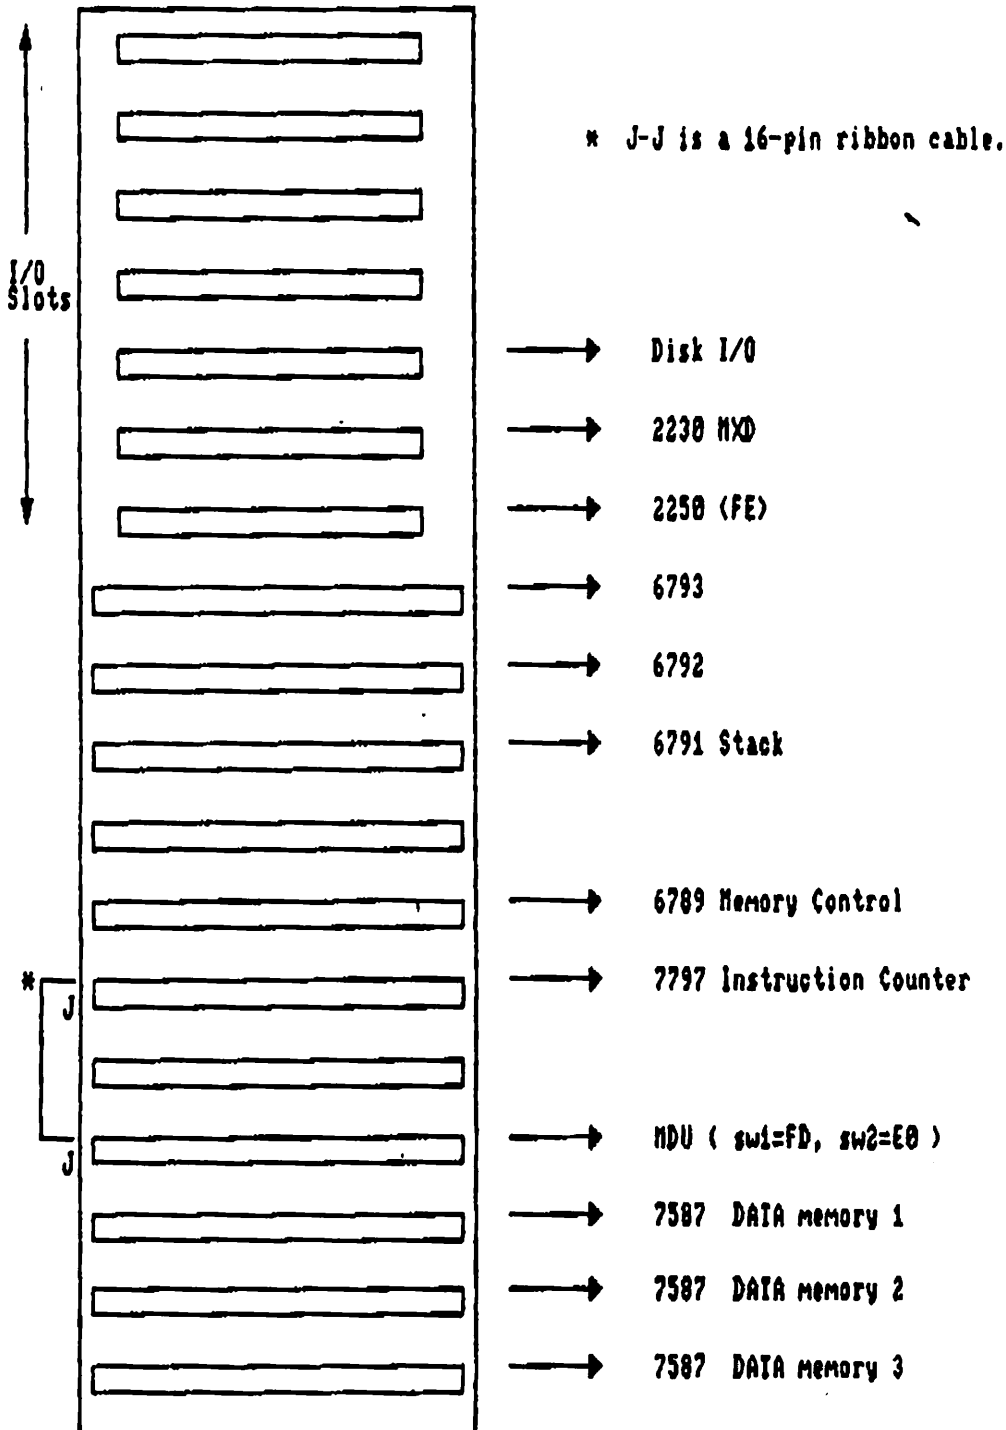 * J-J is a 16-pin ribbon cable.
I/O
Slots
Disk I/O
2230 MXD
2250 (FE)
6793
6792
6791 Stack
6789 Memory Control
*
J
7797 Instruction Counter
J
MDU ( sw1=FD, sw2=E0 )
7587 DATA memory 1
7587 DATA memory 2
7587 DATA memory 3